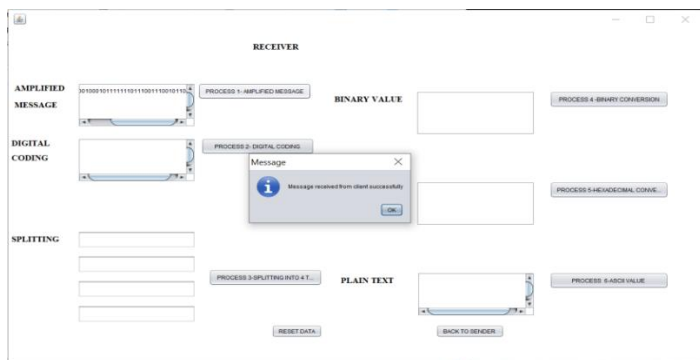 RECEIVER
AMPLIFIED
MESSAGE
PROCESS 1- AMPLIFIED MESSAGE
BINARY VALUE
PROCESS 4 -BINARY CONVERSION
DIGITAL
CODING
PROCESS 2- DIGITAL CODING
Message
Message received from client successfully
OK
PROCESS 5-HEXADECIMAL CONVE...
SPLITTING
PROCESS 3-SPLITTING INTO 4 T...
PLAIN TEXT
PROCESS 6-ASCII VALUE
RESET DATA
BACK TO SENDER